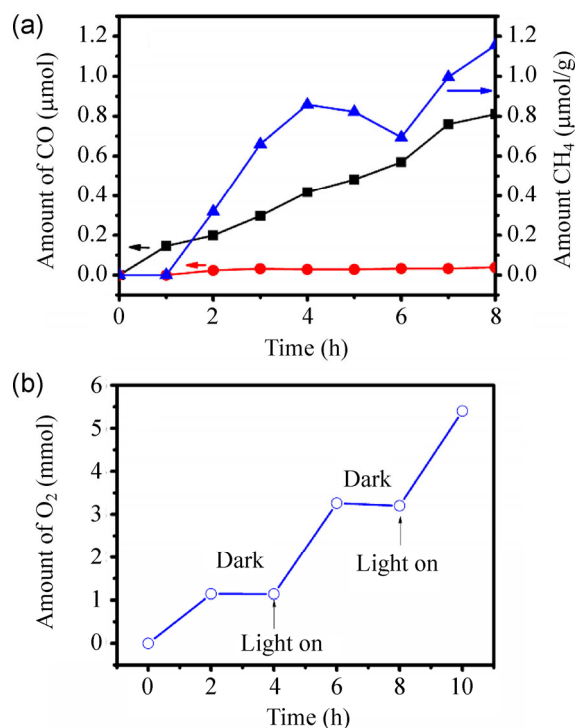 (a)
Amount of CO (μmol)
1.2
1.0
0.8
0.6
0.4
0.2
0.0
1.2
1.0
0.8
0.6
0.4
0.2
0.0
Amount CH₄ (μmol/g)
0 2 4 6 8
Time (h)
(b)
Amount of O₂ (mmol)
6
5
4
3
2
1
0
Dark
Light on
Dark
Light on
0 2 4 6 8 10
Time (h)